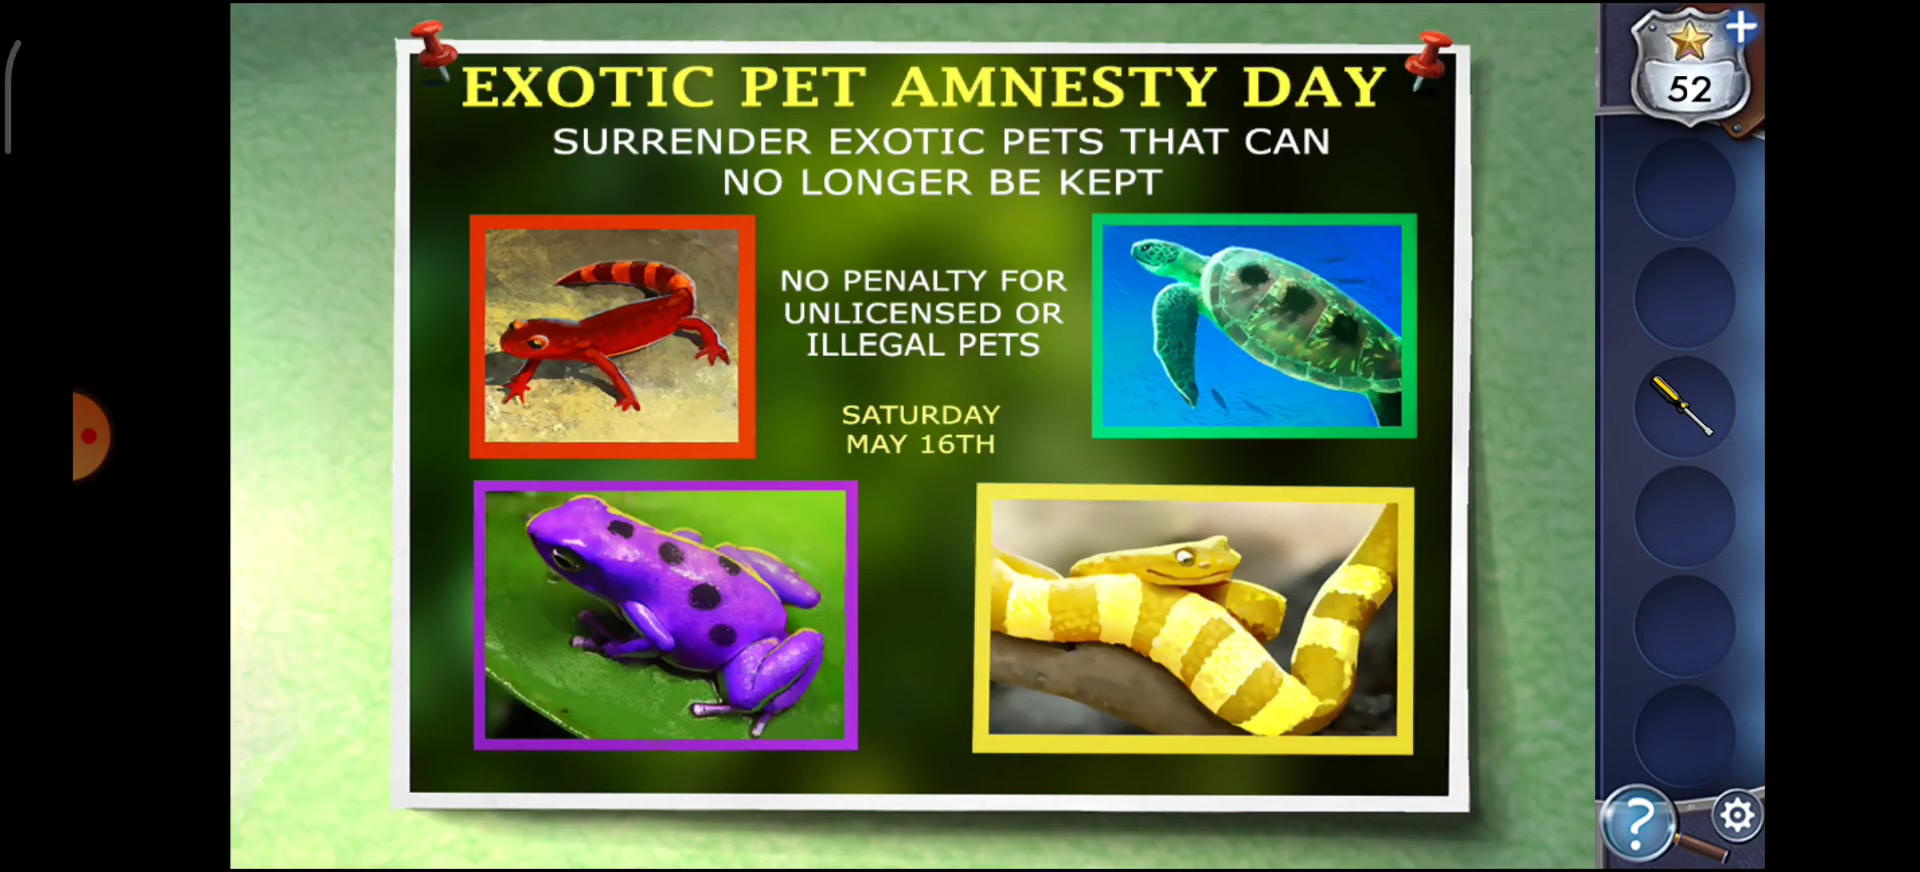 EXOTIC PET AMNESTY DAY
SURRENDER EXOTIC PETS THAT CAN
NO LONGER BE KEPT
NO PENALTY FOR
UNLICENSED OR
ILLEGAL PETS
SATURDAY
MAY 16TH
52
?